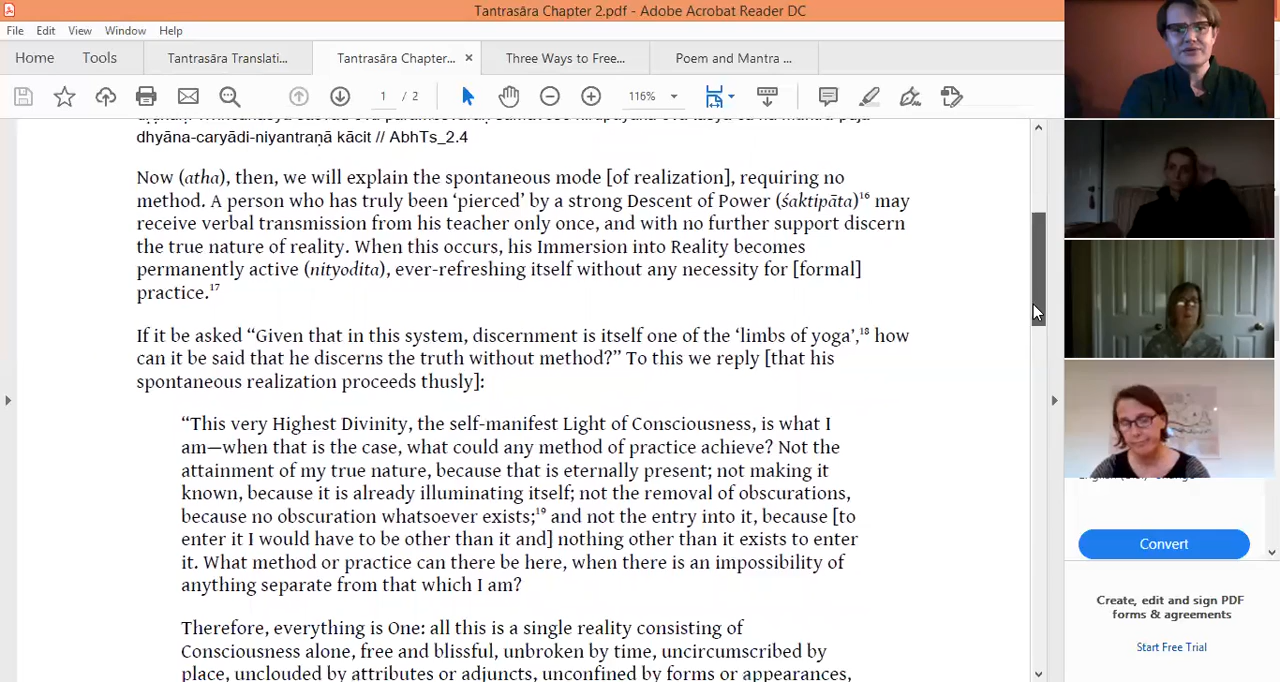 Tantrasāra Chapter 2.pdf - Adobe Acrobat Reader DC
File Edit View Window Help
Home Tools Tantrasāra Translati... Tantrasāra Chapter... × Three Ways to Free... Poem and Mantra ...
1 / 2 116%
dhyāna-caryādi-niyantraṇā kācit // AbhTs_2.4
Now (atha), then, we will explain the spontaneous mode [of realization], requiring no
method. A person who has truly been ‘pierced’ by a strong Descent of Power (śaktipāta)16 may
receive verbal transmission from his teacher only once, and with no further support discern
the true nature of reality. When this occurs, his Immersion into Reality becomes
permanently active (nityodita), ever-refreshing itself without any necessity for [formal]
practice.17
If it be asked “Given that in this system, discernment is itself one of the ‘limbs of yoga’,18 how
can it be said that he discerns the truth without method?” To this we reply [that his
spontaneous realization proceeds thusly]:
“This very Highest Divinity, the self-manifest Light of Consciousness, is what I
am—when that is the case, what could any method of practice achieve? Not the
attainment of my true nature, because that is eternally present; not making it
known, because it is already illuminating itself; not the removal of obscurations,
because no obscuration whatsoever exists;19 and not the entry into it, because [to
enter it I would have to be other than it and] nothing other than it exists to enter
it. What method or practice can there be here, when there is an impossibility of
anything separate from that which I am?
Therefore, everything is One: all this is a single reality consisting of
Consciousness alone, free and blissful, unbroken by time, uncircumscribed by
place, unclouded by attributes or adjuncts, unconfined by forms or appearances,
Convert
Create, edit and sign PDF
forms & agreements
Start Free Trial